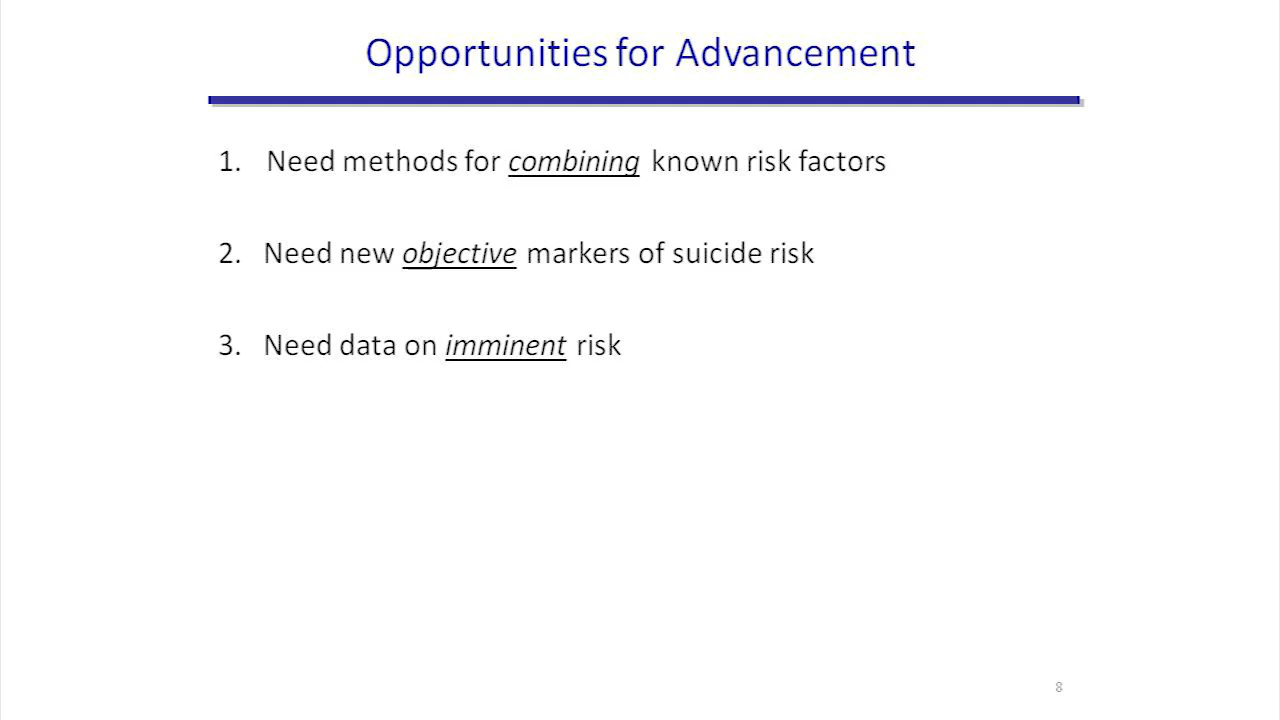 Opportunities for Advancement
1. Need methods for combining known risk factors
2. Need new objective markers of suicide risk
3. Need data on imminent risk
8